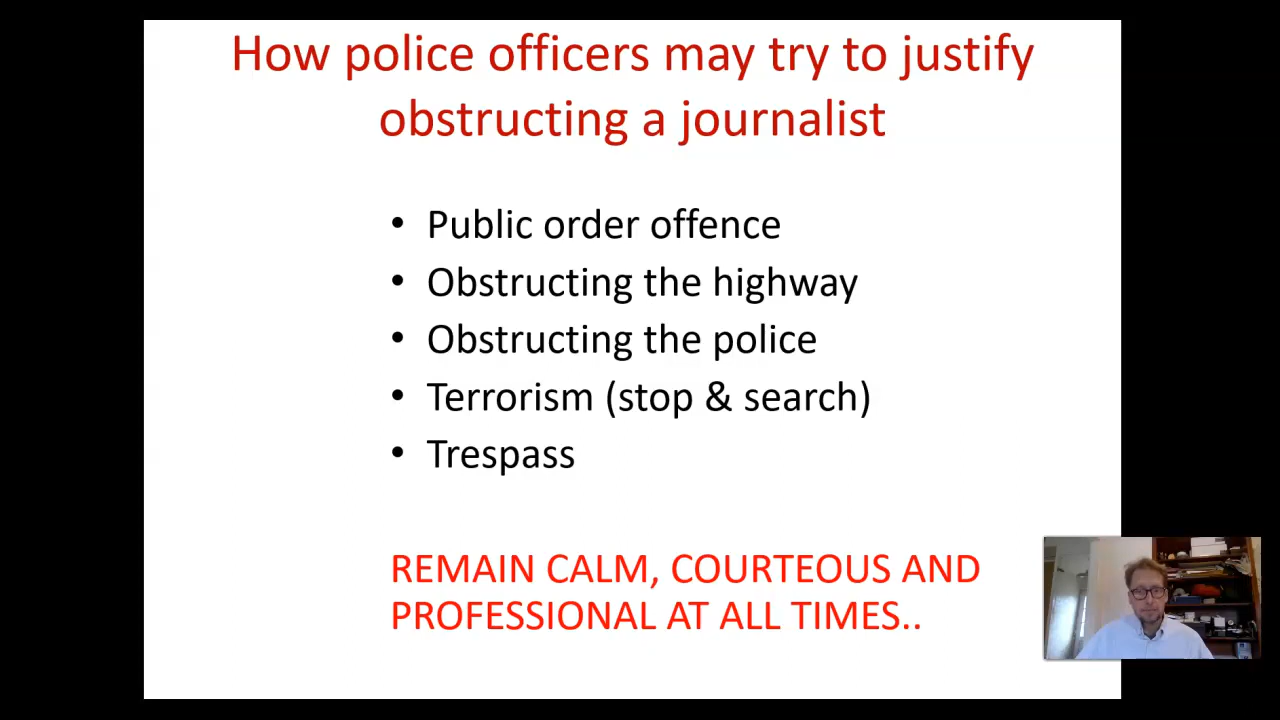 How police officers may try to justify
obstructing a journalist
• Public order offence
• Obstructing the highway
• Obstructing the police
• Terrorism (stop & search)
• Trespass
REMAIN CALM, COURTEOUS AND
PROFESSIONAL AT ALL TIMES..